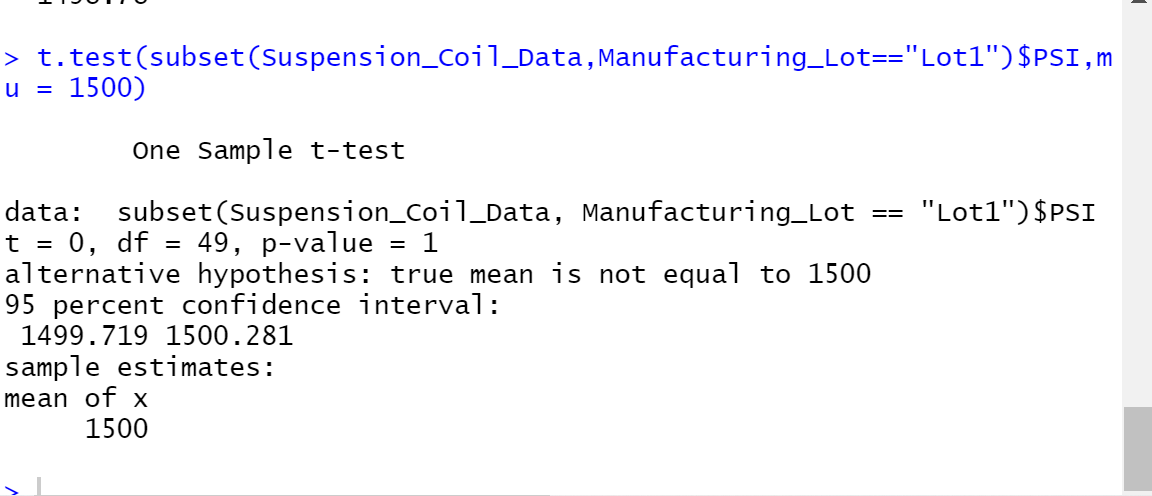 > t.test(subset(Suspension_Coil_Data,Manufacturing_Lot=="Lot1")$PSI,m
u = 1500)
One Sample t-test
data:  subset(Suspension_Coil_Data, Manufacturing_Lot == "Lot1")$PSI
t = 0, df = 49, p-value = 1
alternative hypothesis: true mean is not equal to 1500
95 percent confidence interval:
1499.719 1500.281
sample estimates:
mean of x
1500
>